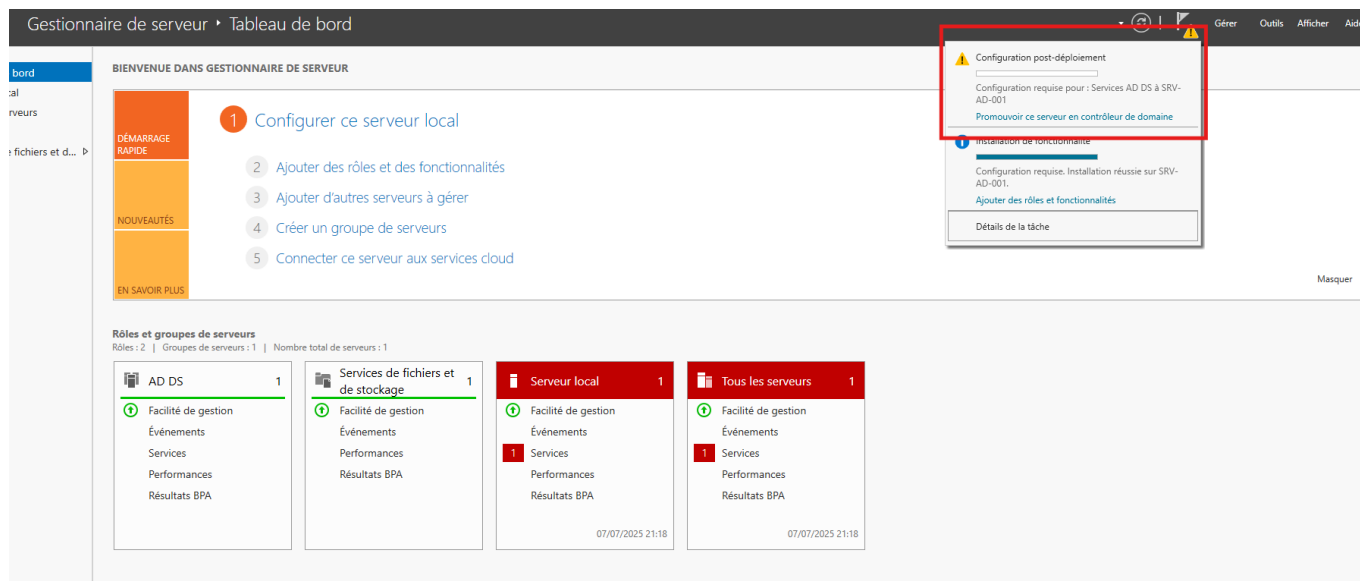 Gestionnaire de serveur ‣ Tableau de bord
Gérer Outils Afficher
bord
BIENVENUE DANS GESTIONNAIRE DE SERVEUR
DÉMARRAGE
RAPIDE
NOUVEAUTÉS
EN SAVOIR PLUS
1 Configurer ce serveur local
2 Ajouter des rôles et des fonctionnalités
3 Ajouter d'autres serveurs à gérer
4 Créer un groupe de serveurs
5 Connecter ce serveur aux services cloud
Masquer
e fichiers et d...
Configuration post-déploiement
Configuration requise pour : Services AD DS à SRV-
AD-001
Promouvoir ce serveur en contrôleur de domaine
Installation de fonctionnalité
Configuration requise. Installation réussie sur SRV-
AD-001.
Ajouter des rôles et fonctionnalités
Détails de la tâche
Rôles et groupes de serveurs
Rôles : 2 | Groupes de serveurs : 1 | Nombre total de serveurs : 1
AD DS 1
Facilité de gestion
Événements
Services
Performances
Résultats BPA
Services de fichiers et
de stockage 1
Facilité de gestion
Événements
Performances
Résultats BPA
Serveur local 1
Facilité de gestion
Événements
1 Services
Performances
Résultats BPA
07/07/2025 21:18
Tous les serveurs 1
Facilité de gestion
Événements
1 Services
Performances
Résultats BPA
07/07/2025 21:18